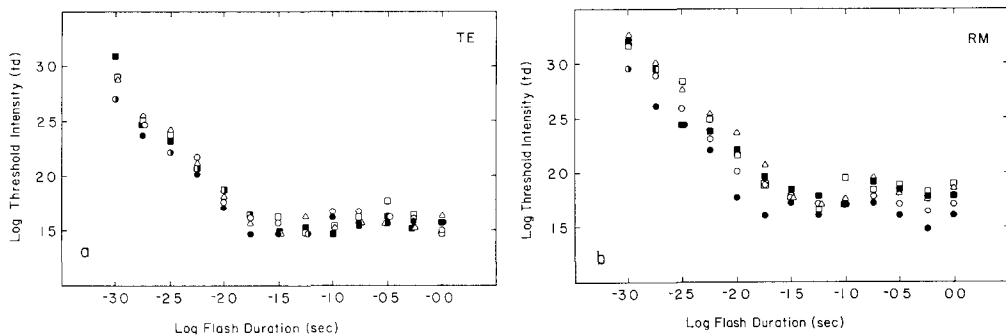 TE
Log Threshold Intensity (td)
3.0
2.5
2.0
1.5
a
-3.0 -2.5 -2.0 -1.5 -1.0 -0.5 -0.0
Log Flash Duration (sec)
RM
Log Threshold Intensity (td)
3.0
2.5
2.0
1.5
b
-3.0 -2.5 -2.0 -1.5 -1.0 -0.5 0.0
Log Flash Duration (sec)